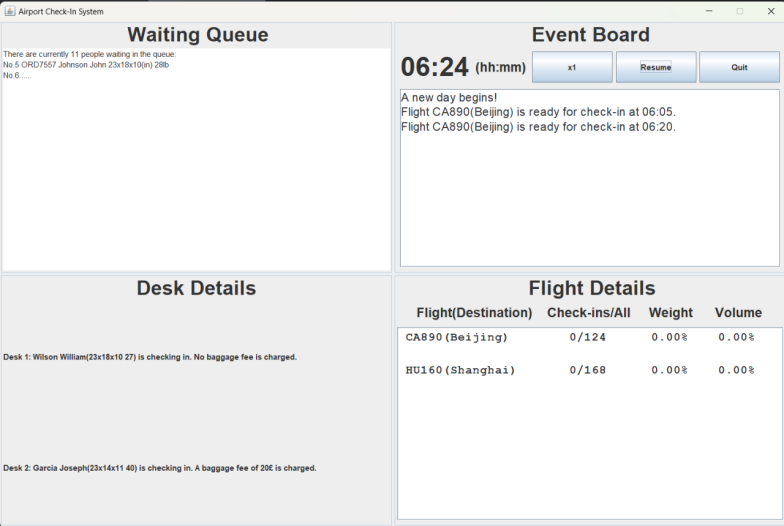 Airport Check-In System
Waiting Queue
There are currently 11 people waiting in the queue:
No.5 ORD7557 Johnson John 23x18x10(in) 28lb
No.6......
Event Board
06:24 (hh:mm) x1 Resume Quit
A new day begins!
Flight CA890(Beijing) is ready for check-in at 06:05.
Flight CA890(Beijing) is ready for check-in at 06:20.
Desk Details
Desk 1: Wilson William(23x18x10 27) is checking in. No baggage fee is charged.
Desk 2: Garcia Joseph(23x14x11 40) is checking in. A baggage fee of 20£ is charged.
Flight Details
Flight(Destination) Check-ins/All Weight Volume
CA890(Beijing) 0/124 0.00% 0.00%
HU160(Shanghai) 0/168 0.00% 0.00%